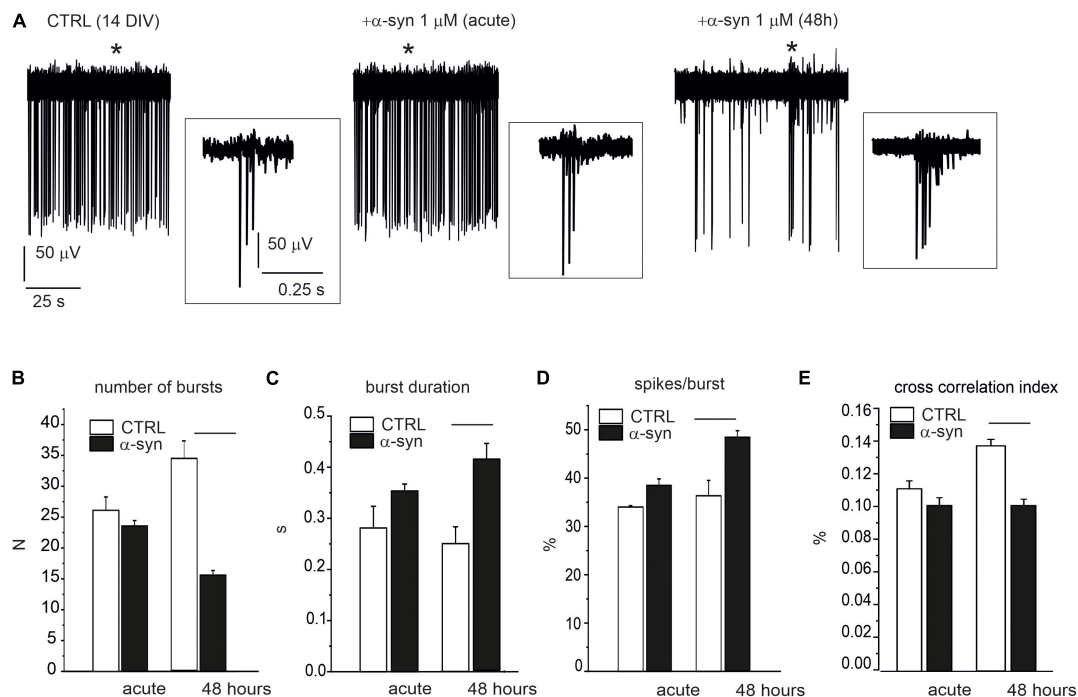 A
CTRL (14 DIV)
+α-syn 1 μM (acute)
+α-syn 1 μM (48h)
*
*
*
50 μV
25 s
50 μV
0.25 s
B
number of bursts
CTRL
α-syn
N
40
35
30
25
20
15
10
5
0
acute
48 hours
C
burst duration
CTRL
α-syn
s
0.5
0.4
0.3
0.2
0.1
0.0
acute
48 hours
D
spikes/burst
CTRL
α-syn
%
50
40
30
20
10
0
acute
48 hours
E
cross correlation index
CTRL
α-syn
%
0.16
0.14
0.12
0.10
0.08
0.06
0.04
0.02
0.00
acute
48 hours